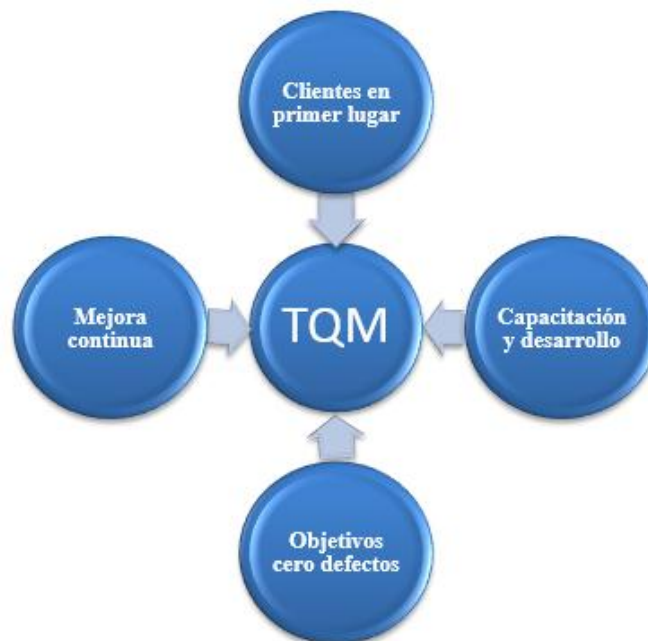 Clientes en
primer lugar
Mejora
continua
TQM
Capacitación
y desarrollo
Objetivos
cero defectos